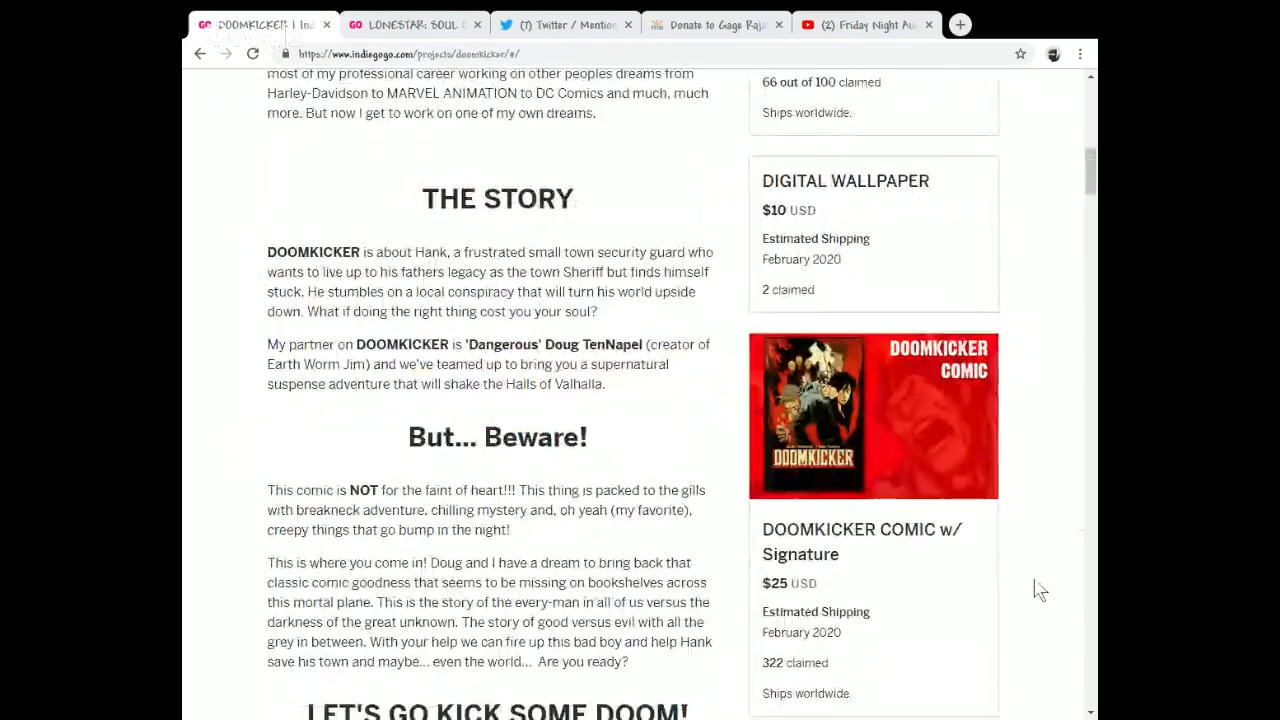 DOOMKICKER | Ind
LONESTAR: SOUL
(7) Twitter / Mention
Donate to Gage Raja
(2) Friday Night Au
https://www.indiegogo.com/projects/doomkicker/#/
most of my professional career working on other peoples dreams from
Harley-Davidson to MARVEL ANIMATION to DC Comics and much, much
more. But now I get to work on one of my own dreams.
THE STORY
DOOMKICKER is about Hank, a frustrated small town security guard who
wants to live up to his fathers legacy as the town Sheriff but finds himself
stuck. He stumbles on a local conspiracy that will turn his world upside
down. What if doing the right thing cost you your soul?
My partner on DOOMKICKER is 'Dangerous' Doug TenNapel (creator of
Earth Worm Jim) and we've teamed up to bring you a supernatural
suspense adventure that will shake the Halls of Valhalla.
But... Beware!
This comic is NOT for the faint of heart!!! This thing is packed to the gills
with breakneck adventure, chilling mystery and, oh yeah (my favorite),
creepy things that go bump in the night!
This is where you come in! Doug and I have a dream to bring back that
classic comic goodness that seems to be missing on bookshelves across
this mortal plane. This is the story of the every-man in all of us versus the
darkness of the great unknown. The story of good versus evil with all the
grey in between. With your help we can fire up this bad boy and help Hank
save his town and maybe... even the world... Are you ready?
LET'S GO KICK SOME DOOM!
66 out of 100 claimed
Ships worldwide.
DIGITAL WALLPAPER
$10 USD
Estimated Shipping
February 2020
2 claimed
DOOMKICKER
COMIC
DOOMKICKER
DOOMKICKER COMIC w/
Signature
$25 USD
Estimated Shipping
February 2020
322 claimed
Ships worldwide.